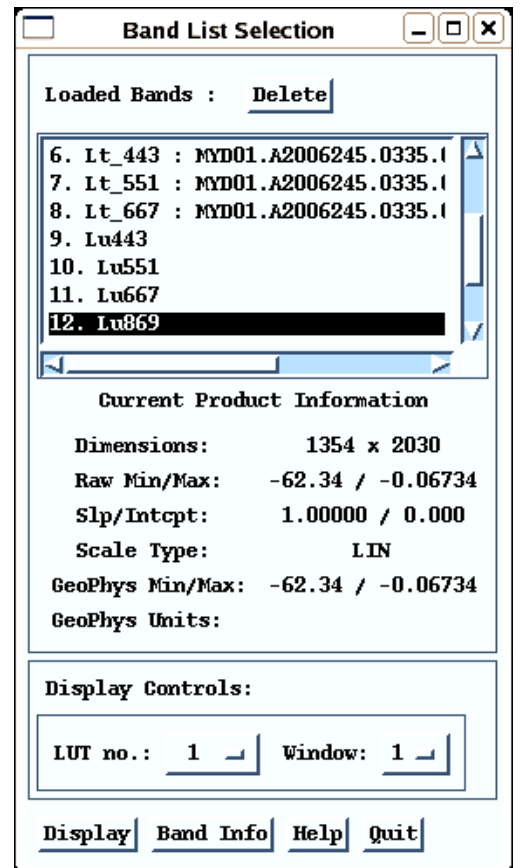 Band List Selection
Loaded Bands : Delete
6. Lt_443 : MYD01.A2006245.0335.
7. Lt_551 : MYD01.A2006245.0335.
8. Lt_667 : MYD01.A2006245.0335.
9. Lu443
10. Lu551
11. Lu667
12. Lu869
Current Product Information
Dimensions: 1354 x 2030
Raw Min/Max: -62.34 / -0.06734
Slp/Intcpt: 1.00000 / 0.000
Scale Type: LIN
GeoPhys Min/Max: -62.34 / -0.06734
GeoPhys Units:
Display Controls:
LUT no.: 1 Window: 1
Display Band Info Help Quit